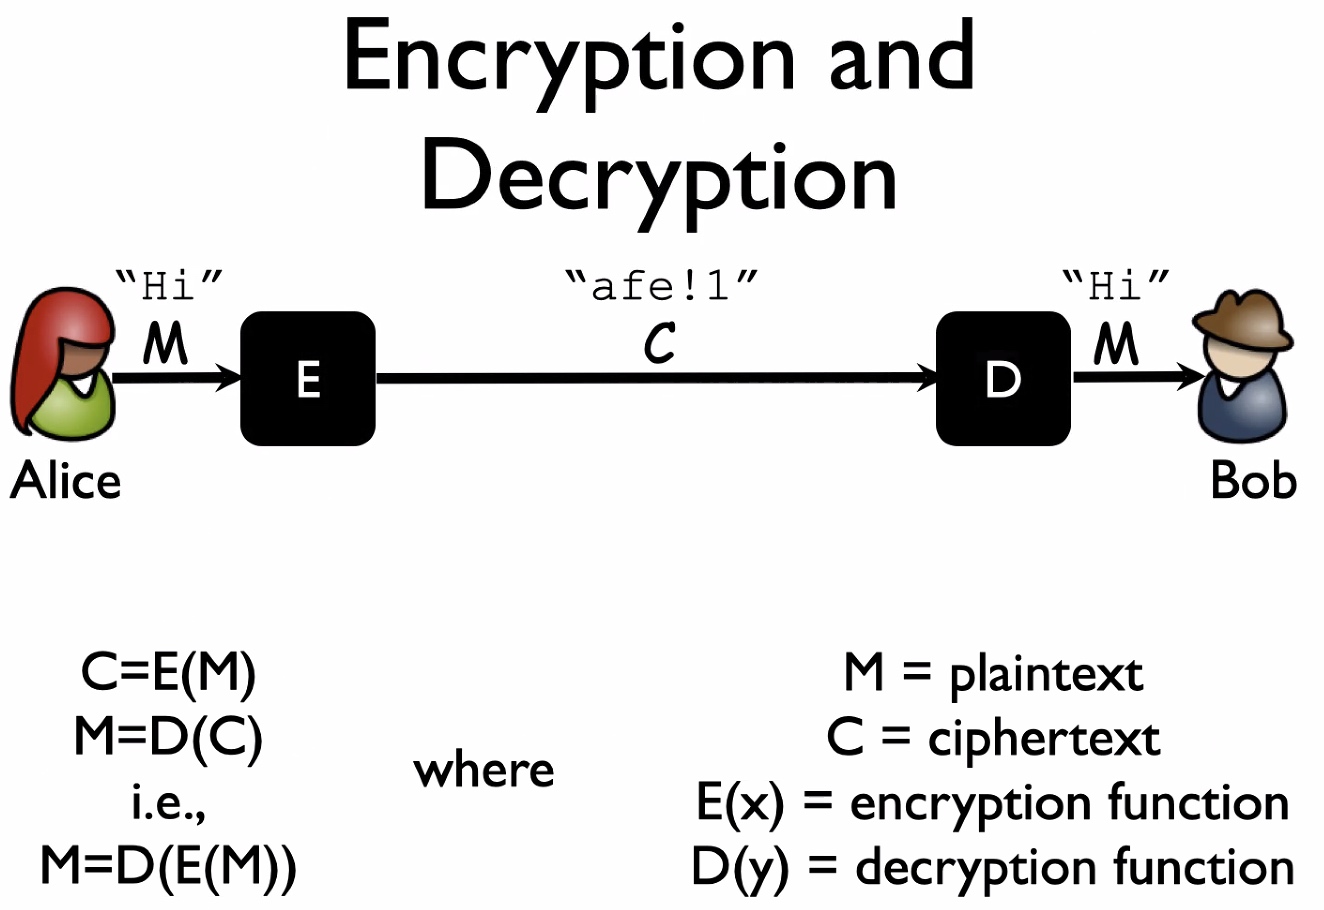 Encryption and
Decryption
“Hi”
“afe!1”
“Hi”
M
C
M
E
D
Alice
Bob
C=E(M)
M=D(C)
i.e.,
M=D(E(M))
where
M = plaintext
C = ciphertext
E(x) = encryption function
D(y) = decryption function